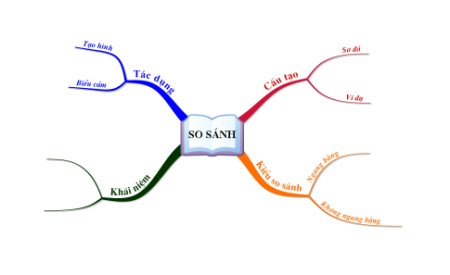 Tạo hình
Biểu cảm
Tác dụng
Sơ đồ
Ví dụ
Cấu tạo
SO SÁNH
Khái niệm
Kiểu so sánh
Ngang bằng
Không ngang bằng